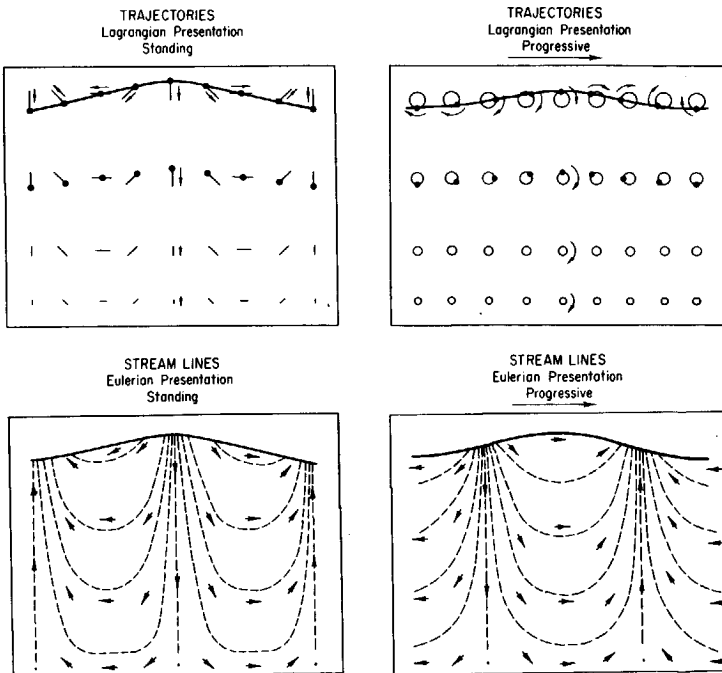 TRAJECTORIES
Lagrangian Presentation
Standing
TRAJECTORIES
Lagrangian Presentation
Progressive
STREAM LINES
Eulerian Presentation
Standing
STREAM LINES
Eulerian Presentation
Progressive